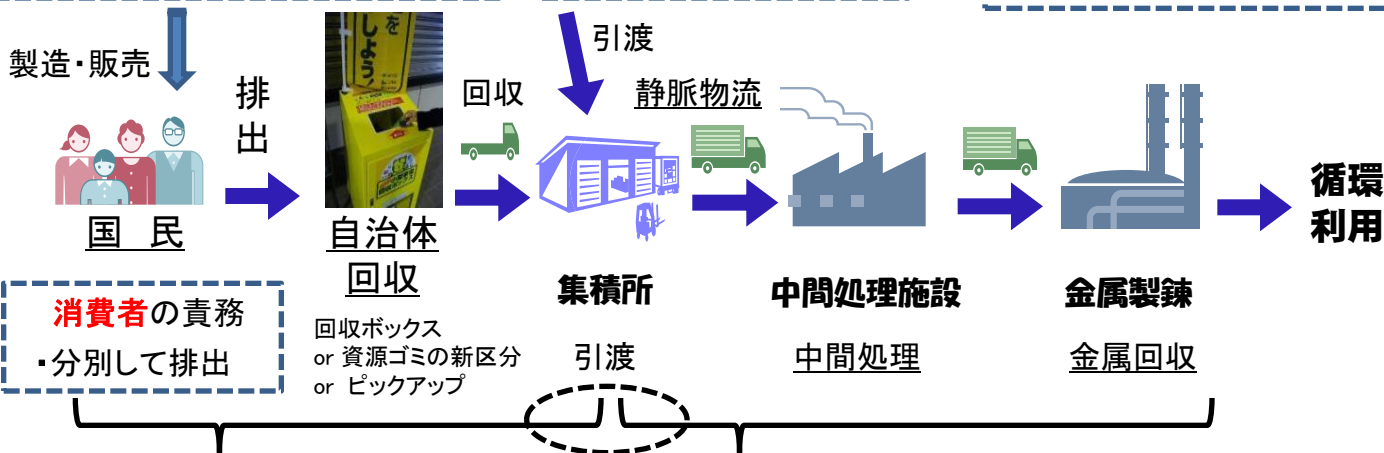 製造・販売
排
出
を
しよう!
回収
引渡
静脈物流
国　民
自治体
回収
集積所
中間処理施設
金属製錬
循環
利用
消費者の責務
・分別して排出
回収ボックス
or 資源ゴミの新区分
or ピックアップ
引渡
中間処理
金属回収